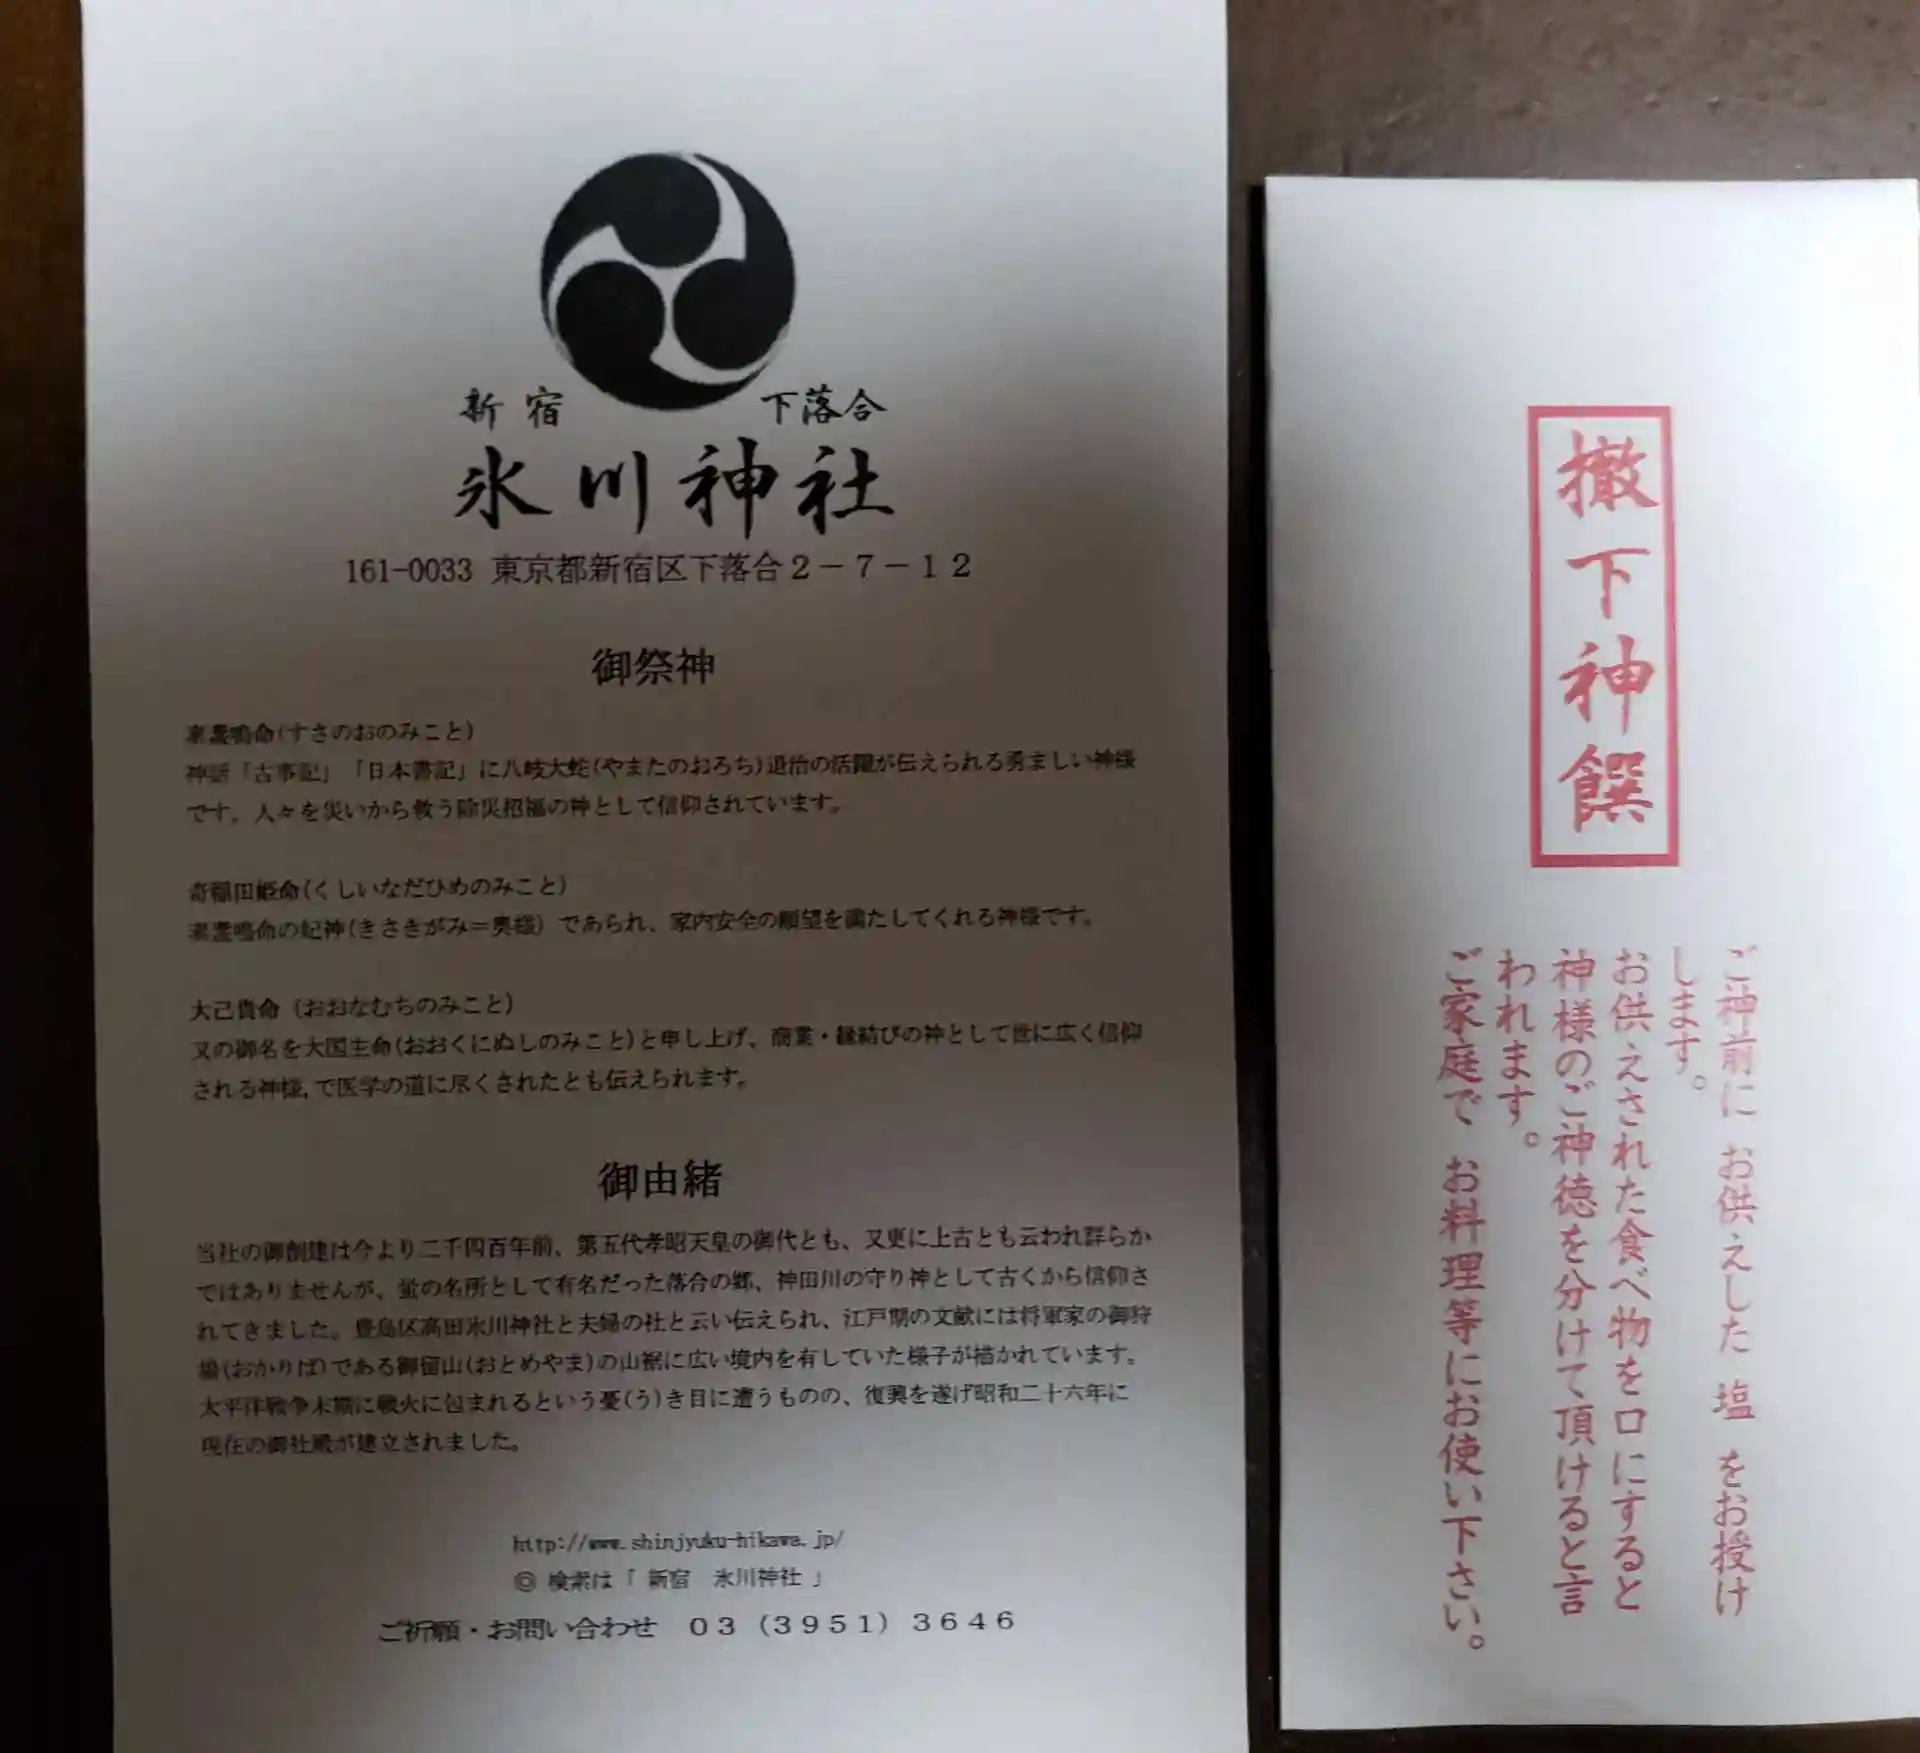 新宿 下落合
氷川神社
161-0033 東京都新宿区下落合2-7-12
御祭神
素盞鳴命(すさのおのみこと)
神話「古事記」「日本書記」に八岐大蛇(やまたのおろち)退治の活躍が伝えられる勇ましい神様
です。人々を災いから救う除災招福の神として信仰されています。
奇稲田姫命(くしいなだひめのみこと)
素盞鳴命の妃神(きさきがみ=奥様) であられ、家内安全の願望を満たしてくれる神様です。
大己貴命 (おおなむちのみこと)
又の御名を大国主命(おおくにぬしのみこと)と申し上げ、商業・縁結びの神として世に広く信仰
される神様,で医学の道に尽くされたとも伝えられます。
御由緒
当社の御創建は今より二千四百年前、第五代孝昭天皇の御代とも、又更に上古とも云われ詳らか
ではありませんが、蛍の名所として有名だった落合の郷、神田川の守り神として古くから信仰さ
れてきました。豊島区高田氷川神社と夫婦の社と云い伝えられ、江戸期の文献には将軍家の御狩
場(おかりば)である御留山(おとめやま)の山裾に広い境内を有していた様子が描かれています。
太平洋戦争末期に戦火に包まれるという憂(う)き目に遭うものの、復興を遂げ昭和二十六年に
現在の御社殿が建立されました。
http://www.shinjyuku-hikawa.jp/
◎ 検索は「 新宿 氷川神社 」
ご祈願・お問い合わせ 03 (3951) 3646
撤下神饌
ご神前に お供えした 塩 をお授け
します。
お供えされた食べ物を口にすると
神様のご神徳を分けて頂けると言
われます。
ご家庭で お料理等にお使い下さい。